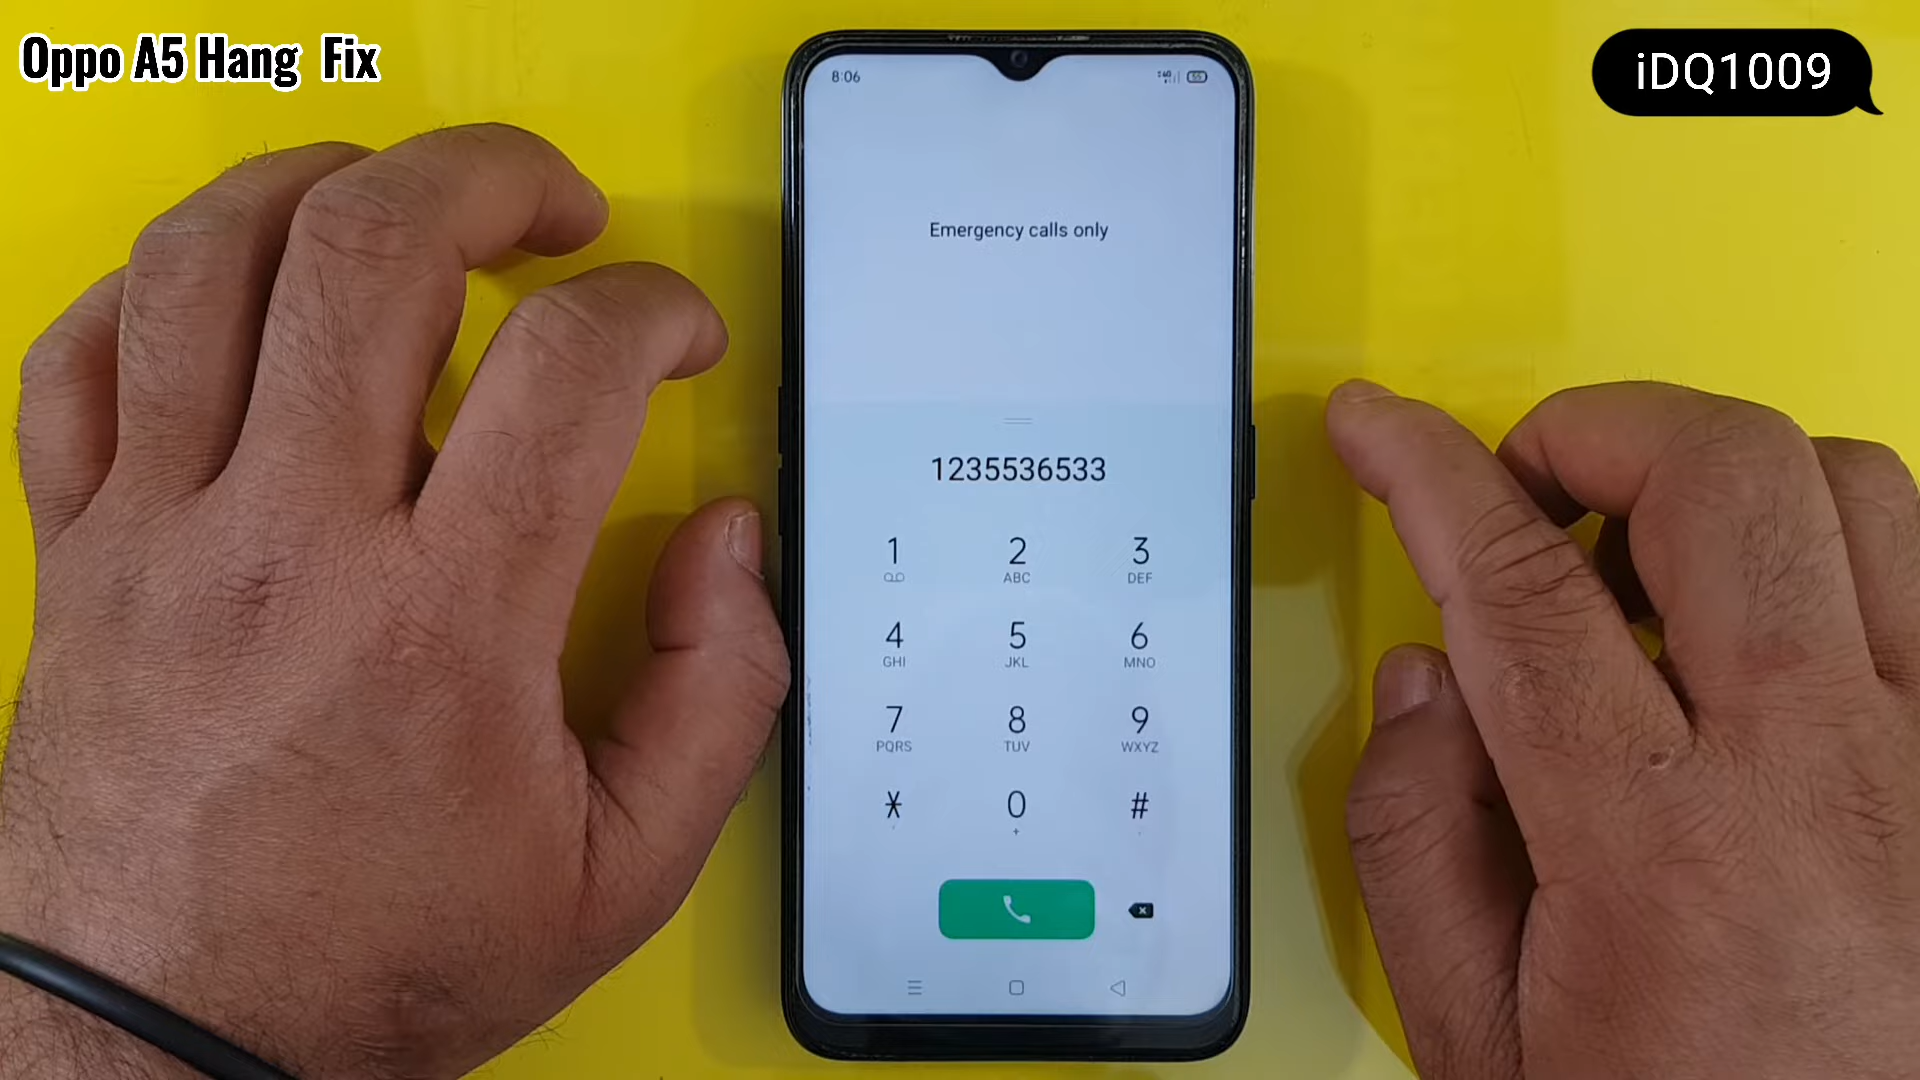 Oppo A5 Hang Fix
iDQ1009
8:06
Emergency calls only
1235536533
1
2
ABC
3
DEF
4
GHI
5
JKL
6
MNO
7
PQRS
8
TUV
9
WXYZ
*
0
+
#